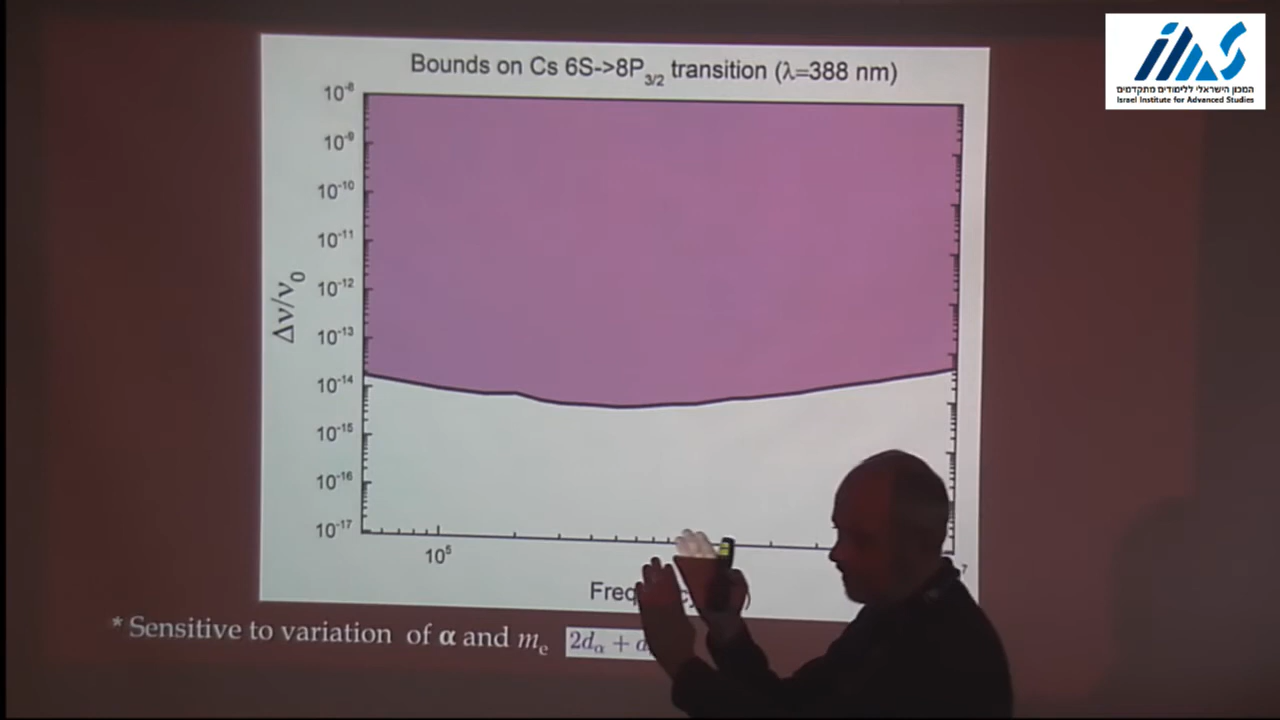 Bounds on Cs 6S->8P3/2 transition (λ=388 nm)
המכון הישראלי ללימודים מתקדמים
Israel Institute for Advanced Studies
10^-8
10^-9
10^-10
10^-11
10^-12
10^-13
10^-14
10^-15
10^-16
10^-17
Δν/ν0
10^5
* Sensitive to variation of α and me 2dα +